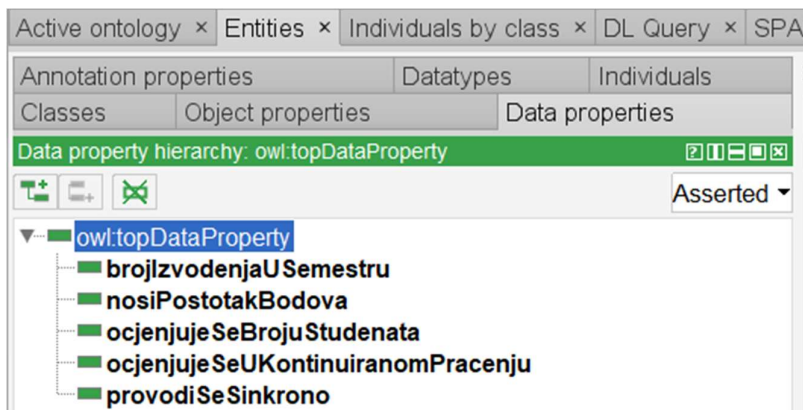 Active ontology × Entities × Individuals by class × DL Query × SPA
Annotation properties Datatypes Individuals
Classes Object properties Data properties
Data property hierarchy: owl:topDataProperty
Asserted
owl:topDataProperty
brojIzvodenjaUSemestru
nosiPostotakBodova
ocjenjujeSeBrojuStudenata
ocjenjujeSeUKontinuiranomPracenju
provodiSeSinkrono